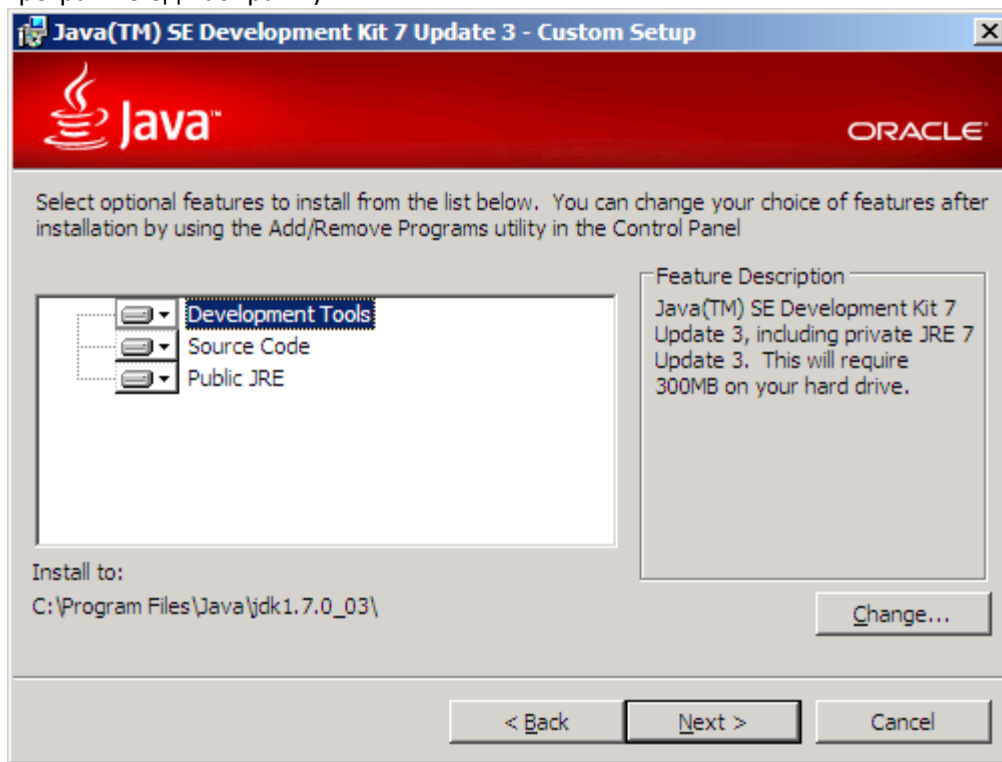 Java(TM) SE Development Kit 7 Update 3 - Custom Setup
Java™
ORACLE
Select optional features to install from the list below. You can change your choice of features after
installation by using the Add/Remove Programs utility in the Control Panel
Development Tools
Source Code
Public JRE
Feature Description
Java(TM) SE Development Kit 7
Update 3, including private JRE 7
Update 3. This will require
300MB on your hard drive.
Install to:
C:\Program Files\Java\jdk1.7.0_03\
Change...
< Back
Next >
Cancel